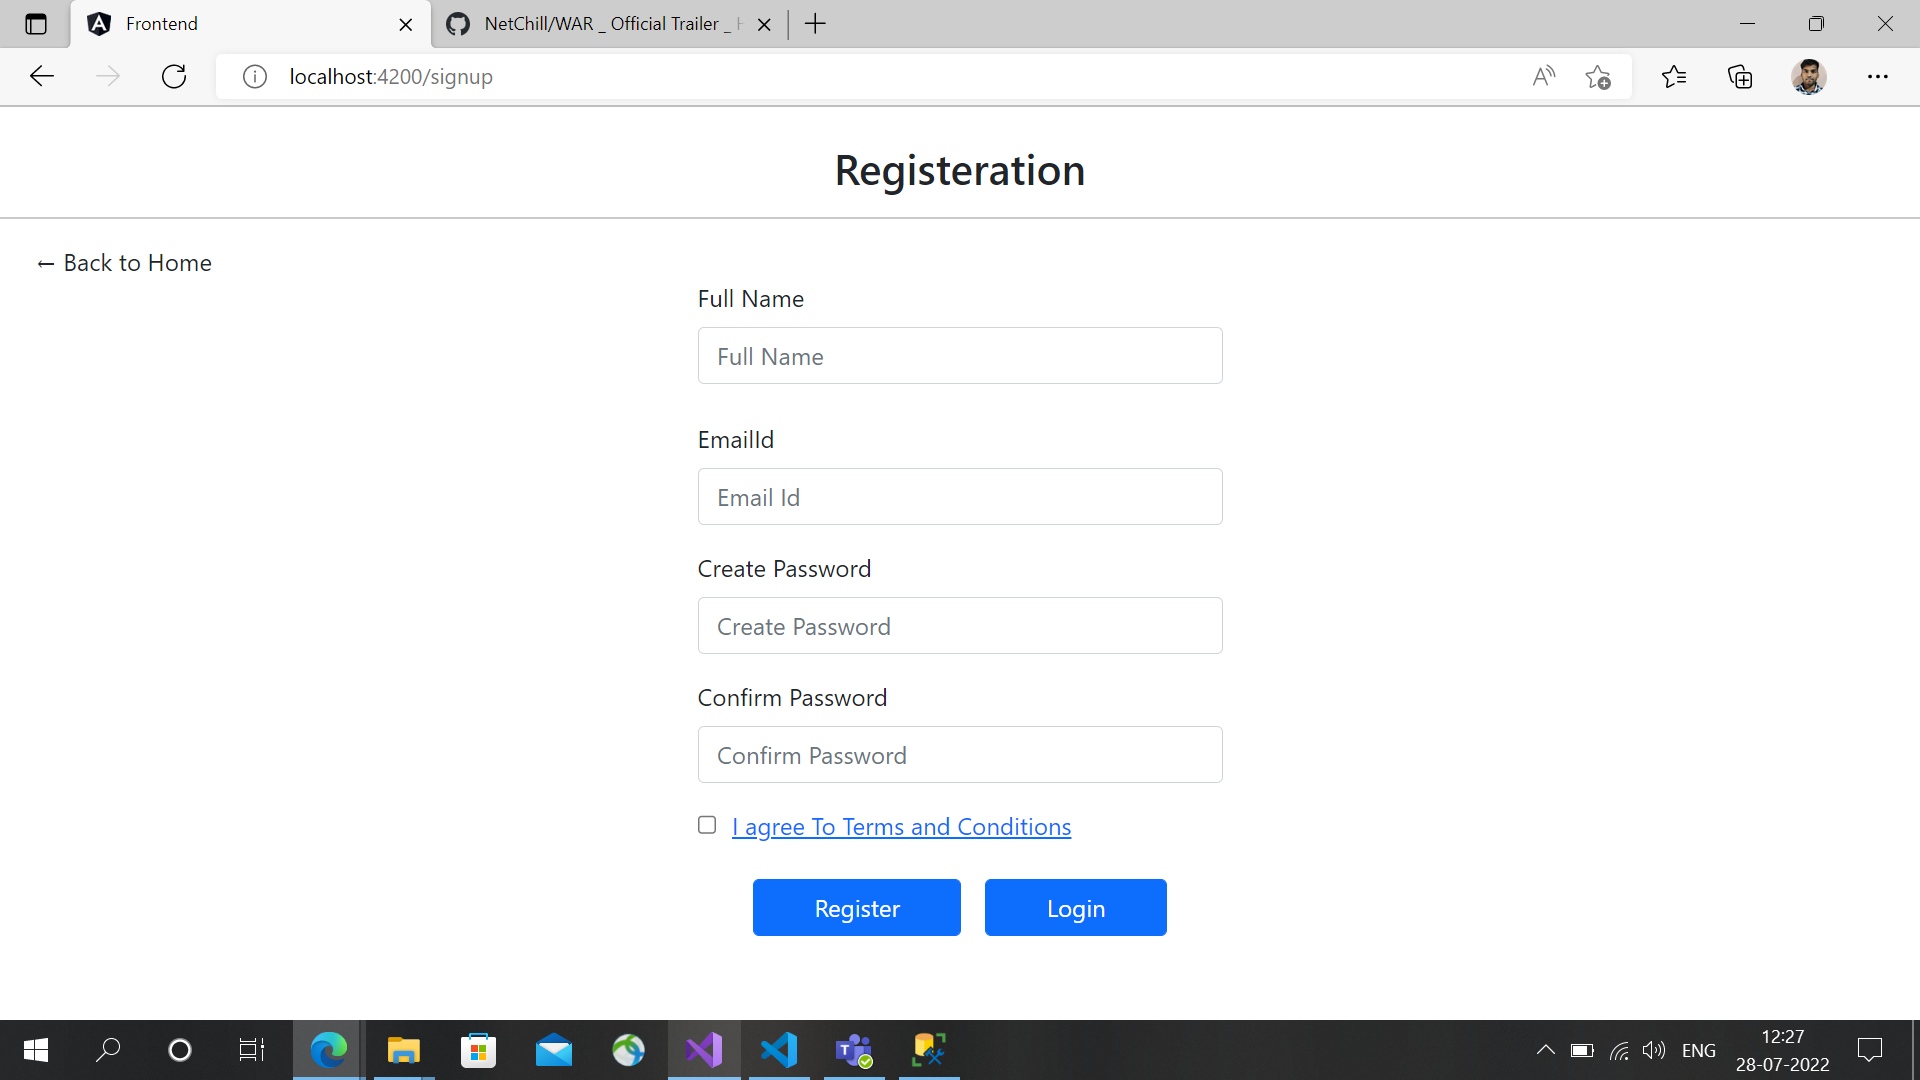 Frontend
NetChill/WAR _ Official Trailer _
localhost:4200/signup
Registeration
← Back to Home
Full Name
Full Name
EmailId
Email Id
Create Password
Create Password
Confirm Password
Confirm Password
I agree To Terms and Conditions
Register
Login
ENG
12:27
28-07-2022